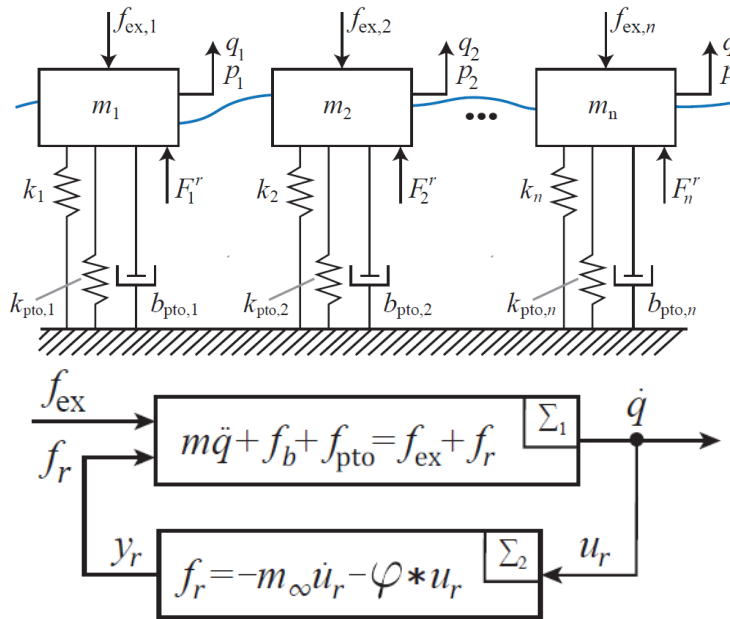 f_ex,1 f_ex,2 f_ex,n
q_1 q_2 q
p_1 p_2 p
m_1 m_2 ••• m_n
k_1 F_1^r k_2 F_2^r k_n F_n^r
k_pto,1 b_pto,1 k_pto,2 b_pto,2 k_pto,n b_pto,n
f_ex Σ_1 q̇
f_r mq̈ + f_b + f_pto = f_ex + f_r
y_r Σ_2 u_r
f_r = −m_∞u̇_r − φ * u_r